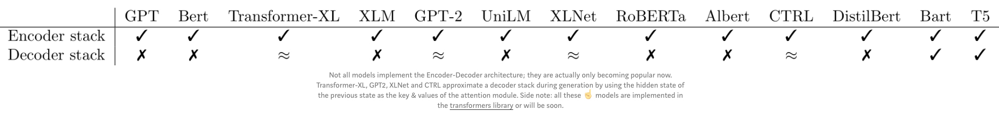 GPT Bert Transformer-XL XLM GPT-2 UniLM XLNet RoBERTa Albert CTRL DistilBert Bart T5
Encoder stack ✓ ✓ ✓ ✓ ✓ ✓ ✓ ✓ ✓ ✓ ✓ ✓ ✓
Decoder stack ✗ ✗ ≈ ✗ ≈ ✗ ≈ ✗ ✗ ≈ ✗ ✓ ✓
Not all models implement the Encoder-Decoder architecture; they are actually only becoming popular now.
Transformer-XL, GPT2, XLNet and CTRL approximate a decoder stack during generation by using the hidden state of
the previous state as the key & values of the attention module. Side note: all these ☝ models are implemented in
the transformers library or will be soon.